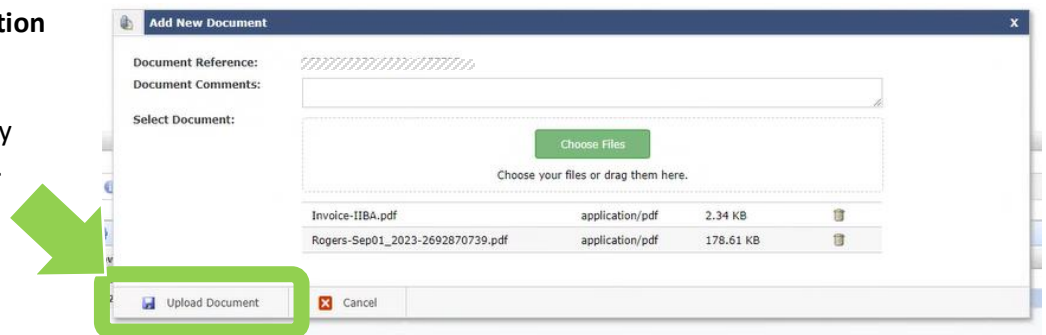 tion
Add New Document x
Document Reference:
Document Comments:
Select Document:
Choose Files
Choose your files or drag them here.
Invoice-IIBA.pdf application/pdf 2.34 KB
Rogers-Sep01_2023-2692870739.pdf application/pdf 178.61 KB
Upload Document Cancel